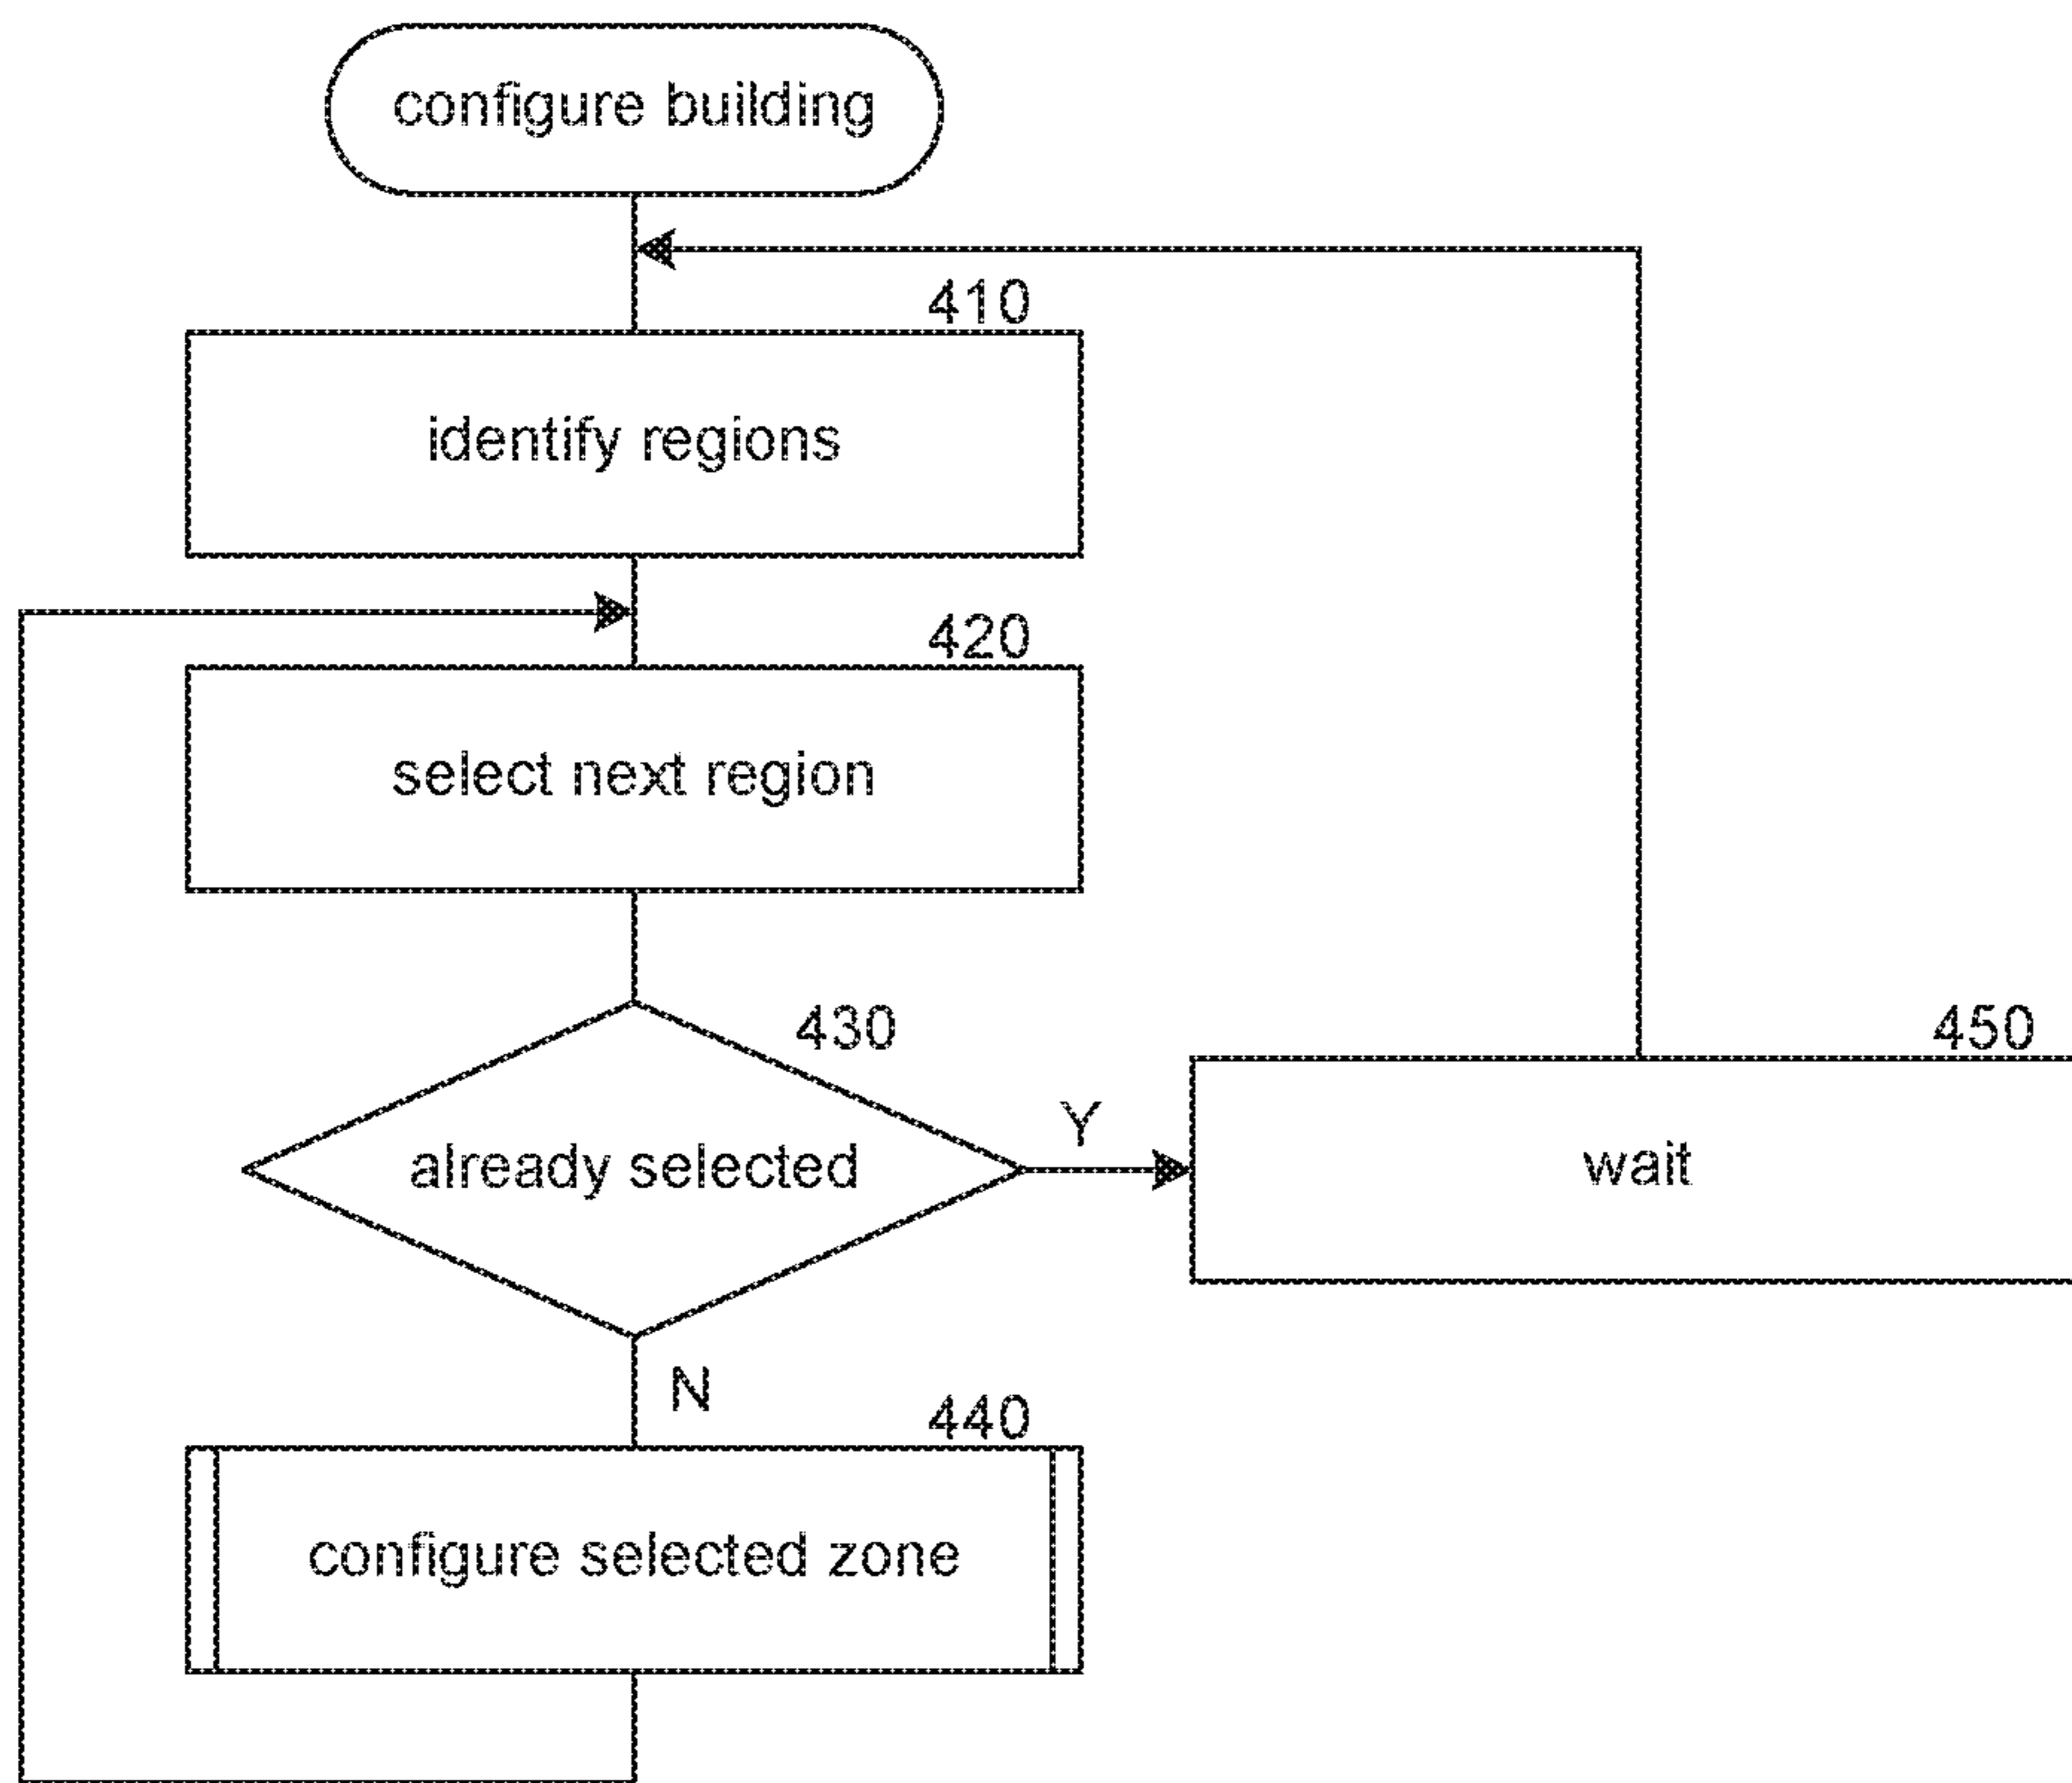 configure building
410
identify regions
420
select next region
430
already selected
Y
450
wait
N
440
configure selected zone